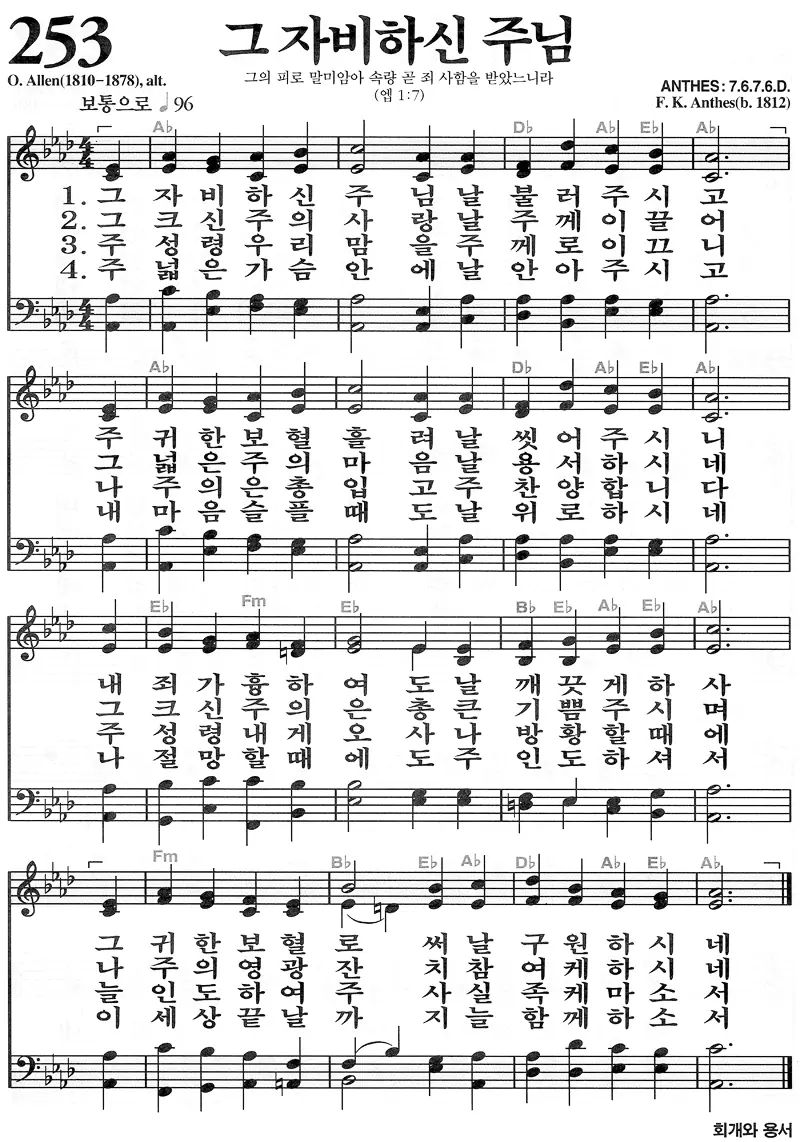 253
그 자비하신 주님
O. Allen(1810-1878), alt.
그의 피로 말미암아 속량 곧 죄 사함을 받았느니라
(엡 1:7)
ANTHES : 7.6.7.6.D.
F. K. Anthes(b. 1812)
보통으로 ♩96
A♭ D♭ A♭ E♭ A♭
1. 그 자 비 하 신 주 님 날 불 러 주 시 고
2. 그 크 신 주 의 사 랑 날 주 께 이 끌 어
3. 주 성 령 우 리 맘 을 주 께 로 이 끄 니
4. 주 넓 은 가 슴 안 에 날 안 아 주 시 고
A♭ D♭ A♭ E♭ A♭
주 귀 한 보 혈 흘 려 날 씻 어 주 시 니
그 넓 은 주 의 마 음 날 용 서 하 시 네
나 주 의 은 총 입 고 주 찬 양 합 니 다
내 마 음 슬 플 때 도 날 위 로 하 시 네
E♭ Fm E♭ B♭ E♭ A♭ E♭ A♭
내 죄 가 흉 하 여 도 날 깨 끗 게 하 사
그 크 신 주 의 은 총 큰 기 쁨 주 시 며
주 성 령 내 게 오 사 나 방 황 할 때 에
나 절 망 할 때 에 도 주 인 도 하 셔 서
Fm B♭ E♭ A♭ D♭ A♭ E♭ A♭
그 귀 한 보 혈 로 써 날 구 원 하 시 네
나 주 의 영 광 잔 치 참 여 케 하 시 네
늘 인 도 하 여 주 사 실 족 케 마 소 서
이 세 상 끝 날 까 지 늘 함 께 하 소 서
회개와 용서